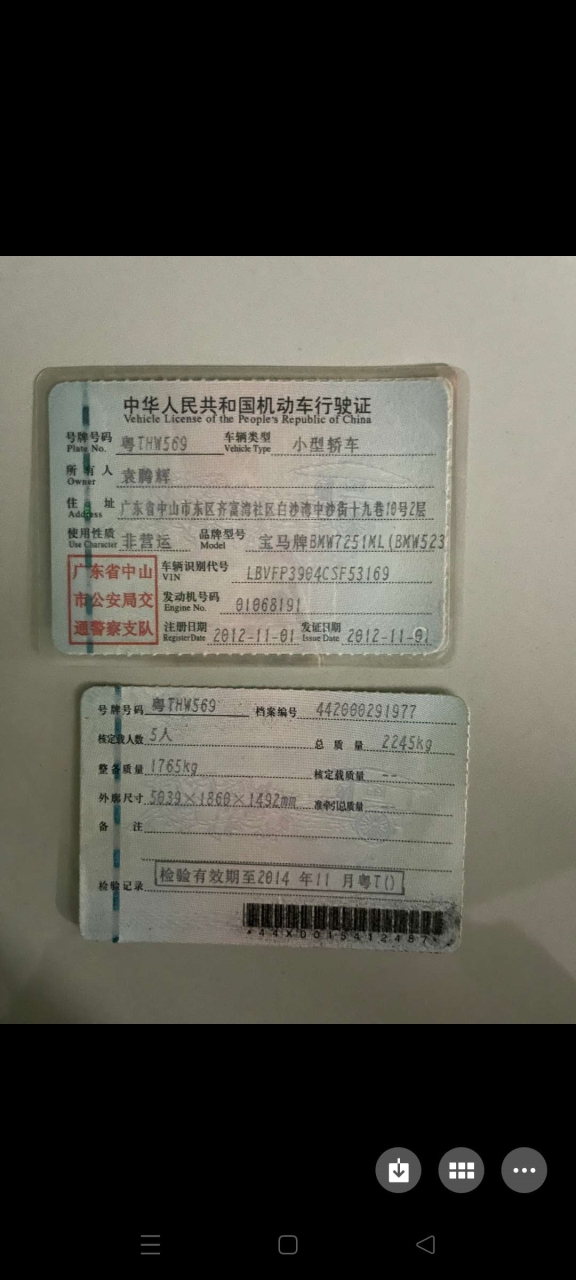 中华人民共和国机动车行驶证
Vehicle License of the People's Republic of China
号牌号码 粤THW569 车辆类型 小型轿车
Plate No. Vehicle Type
所有人 袁腾辉
Owner
住址 广东省中山市东区齐富湾社区白沙湾中沙街十九巷10号2层
Address
使用性质 非营运 品牌型号 宝马牌BMW7251ML(BMW523
Use Character Model
广东省中山
市公安局交
通警察支队
车辆识别代号 LBVFP3904CSF53169
VIN
发动机号码 01068191
Engine No.
注册日期 2012-11-01 发证日期 2012-11-01
Register Date Issue Date
号牌号码 粤THW569 档案编号 442000291977
核定载人数 5人 总质量 2245kg
整备质量 1765kg 核定载质量 --
外廓尺寸 5039×1860×1492mm 准牵引总质量 --
备注
检验记录 检验有效期至2014年11月粤T()
*44X0015412487*